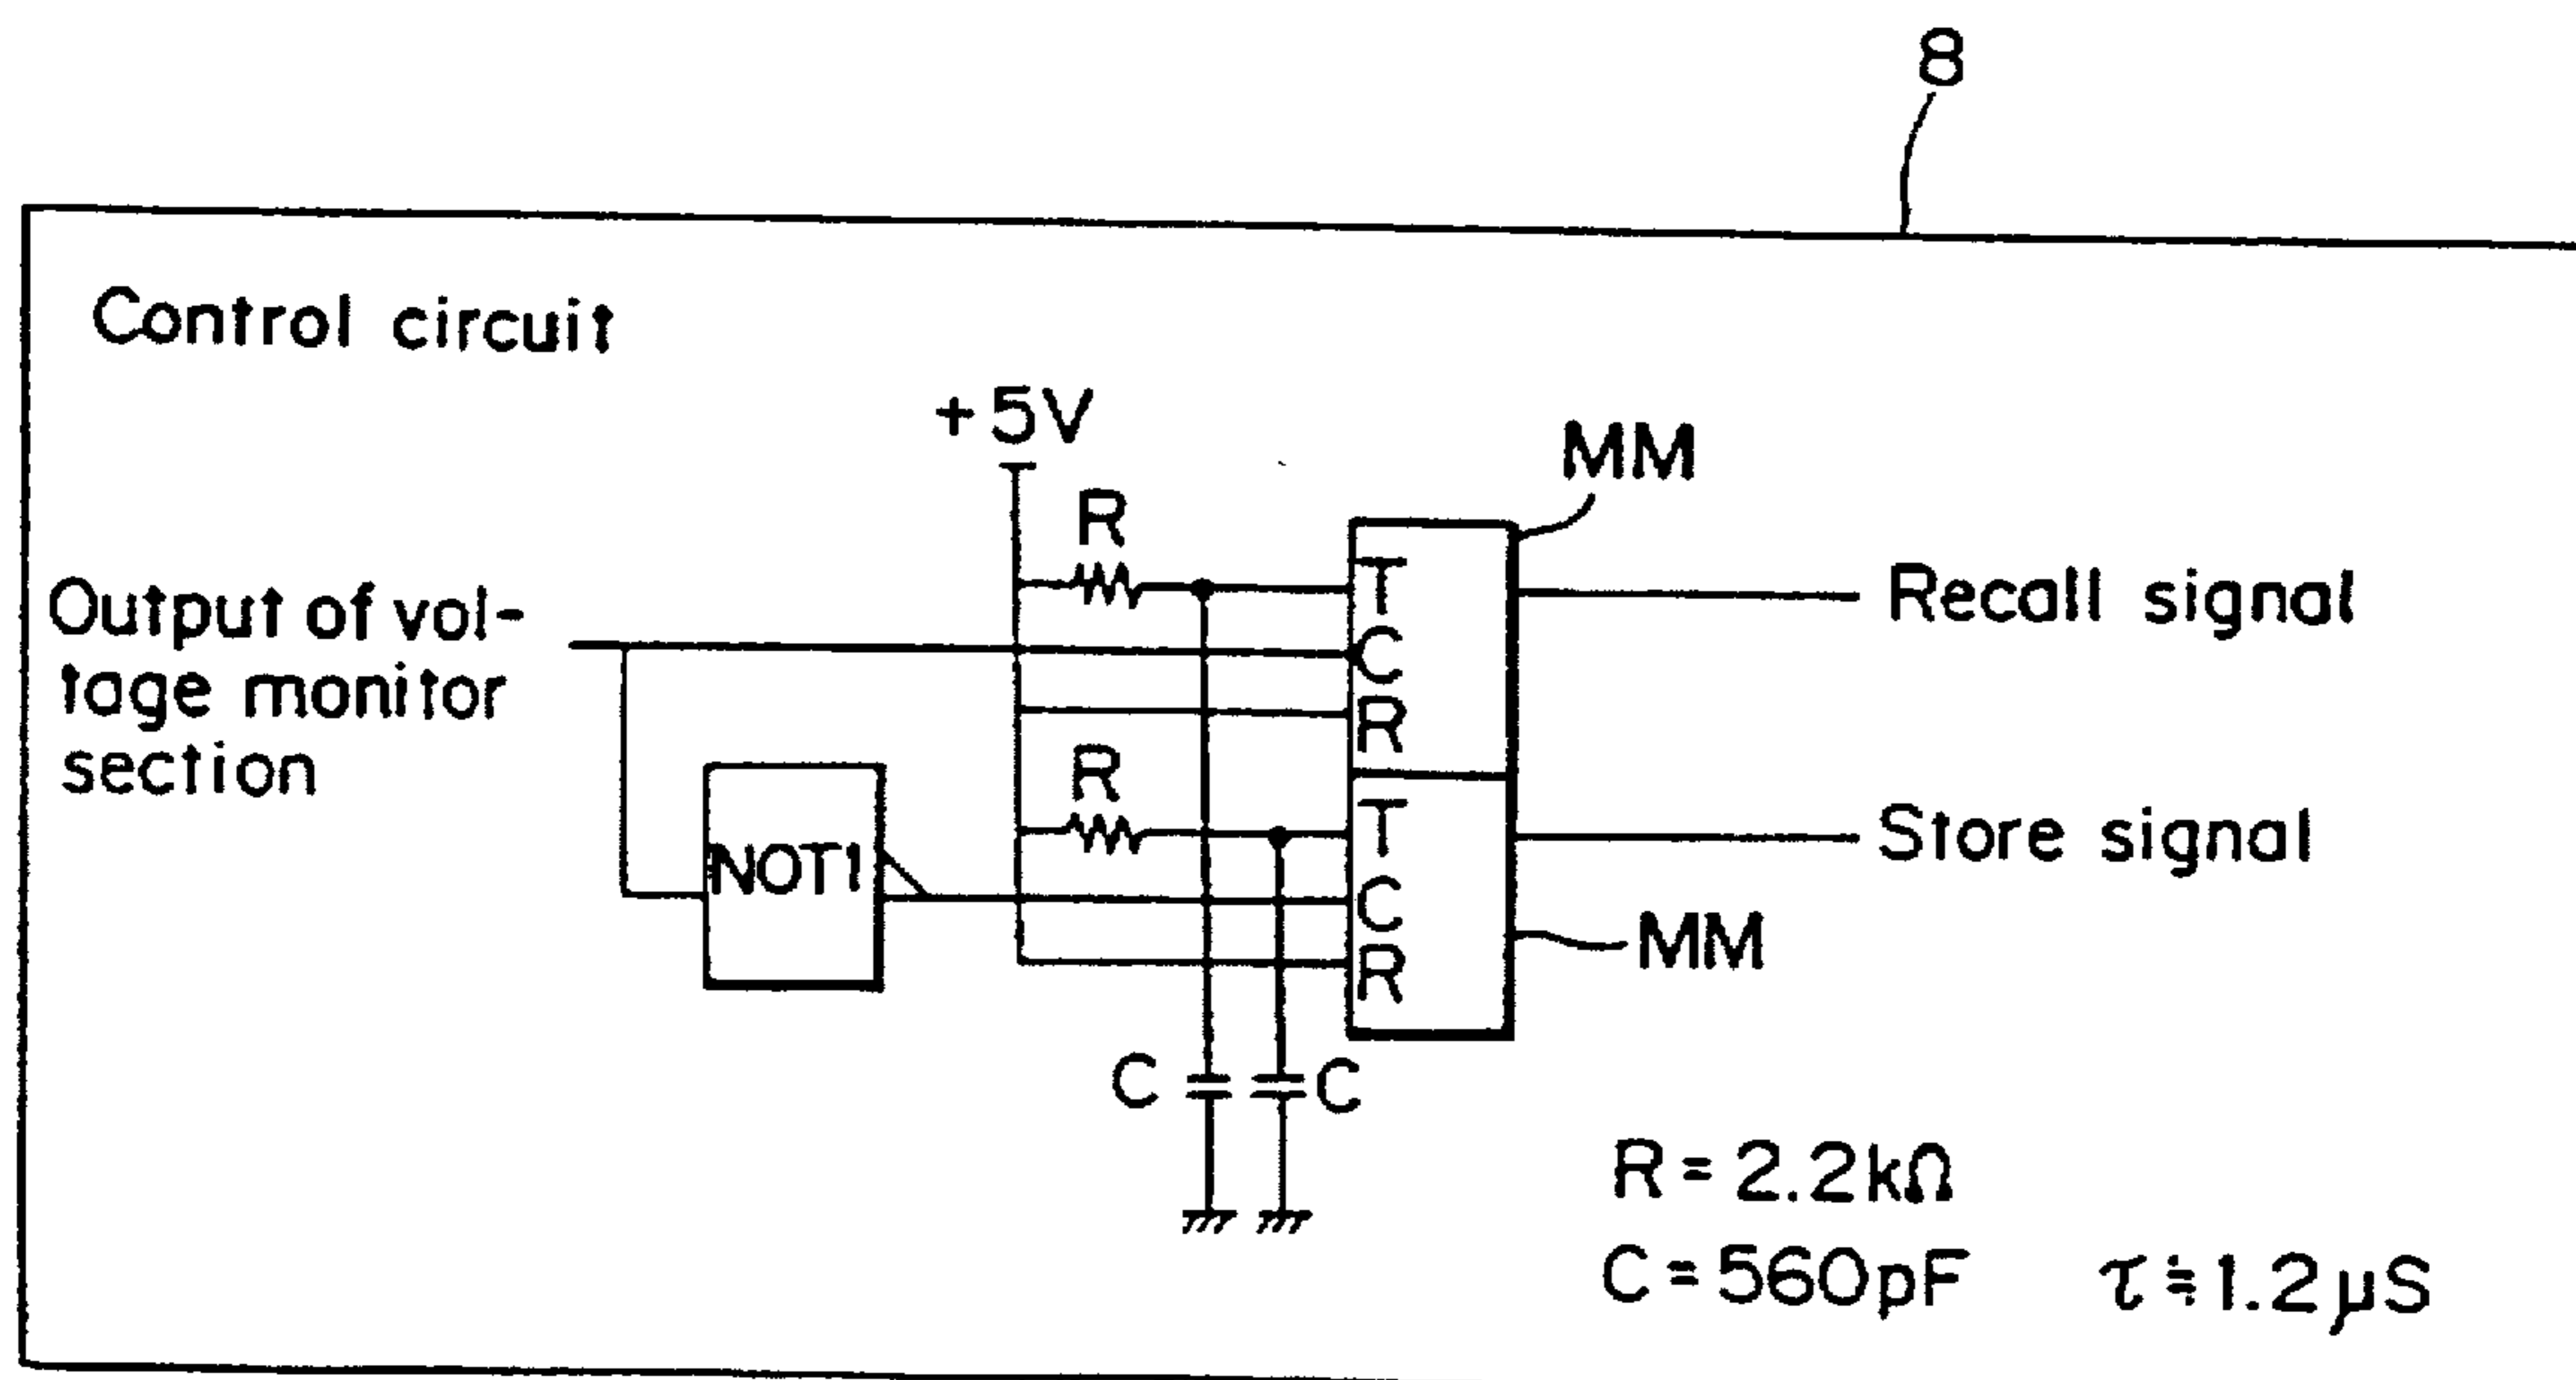 8
Control circuit
+5V
MM
R
T
Recall signal
Output of vol-
tage monitor
section
C
R
R
NOT1
T
Store signal
C
MM
R
C
C
R = 2.2kΩ
C = 560pF
τ ≒ 1.2μS